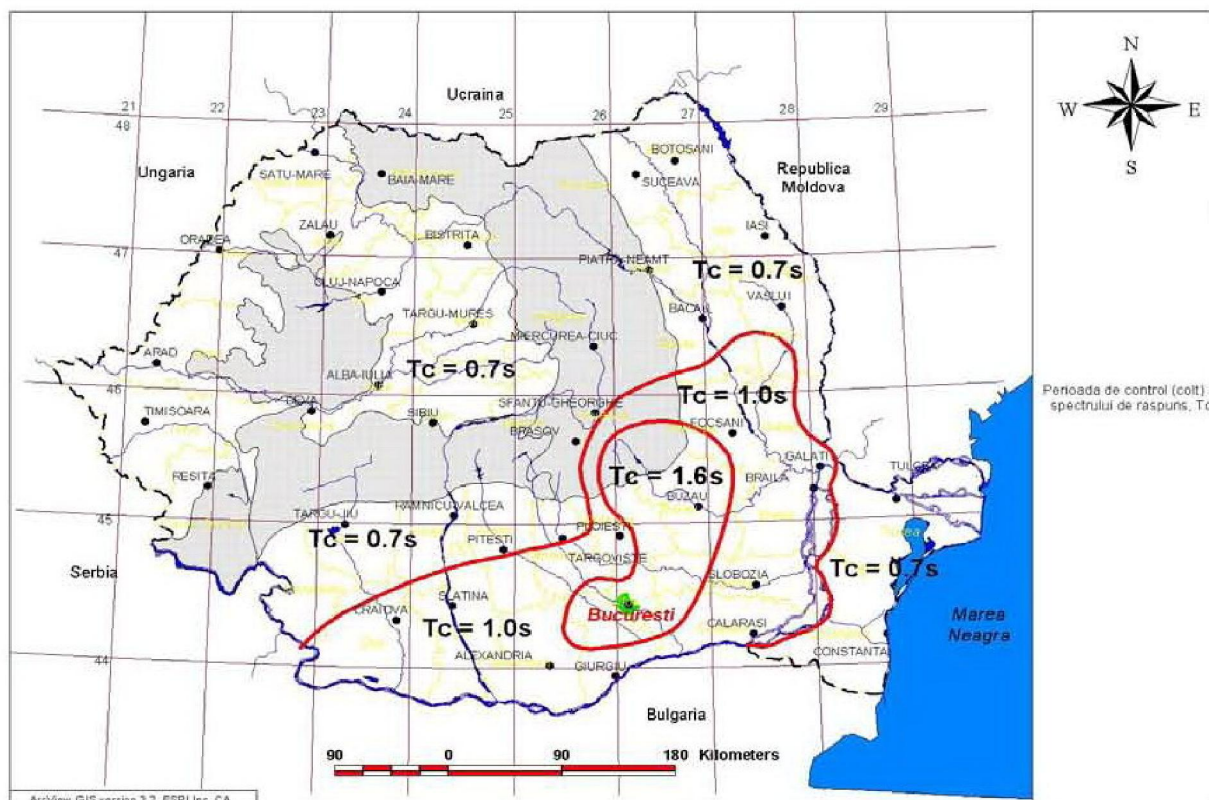 N
W E
S
Ucraina
21 22 23 24 25 26 27 28 29
48
Ungaria
Republica
Moldova
BOTOSANI
SATU-MARE
BAIA-MARE
SUCEAVA
ZALAU
IASI
ORADEA
BISTRITA
47
PIATRA-NEAMT
Tc = 0.7s
CLUJ-NAPOCA
VASLUI
TARGU-MURES
BACAU
MIERCUREA-CIUC
ARAD
ALBA-IULIA
Tc = 0.7s
46
Tc = 1.0s
Perioada de control (colt)
spectrului de raspuns, Tc
TIMISOARA
DEVA
SIBIU
SFANTU-GHEORGHE
BRASOV
FOCSANI
GALATI
RESITA
Tc = 1.6s
BRAILA
TULCEA
BUZAU
45
TARGU-JIU
RAMNICU-VALCEA
Tc = 0.7s
PITESTI
PLOIESTI
TARGOVISTE
Serbia
SLOBOZIA
Tc = 0.7s
SLATINA
CRAIOVA
Bucuresti
Tc = 1.0s
CALARASI
Marea
Neagra
44
ALEXANDRIA
GIURGIU
CONSTANTA
Bulgaria
90 0 90 180 Kilometers